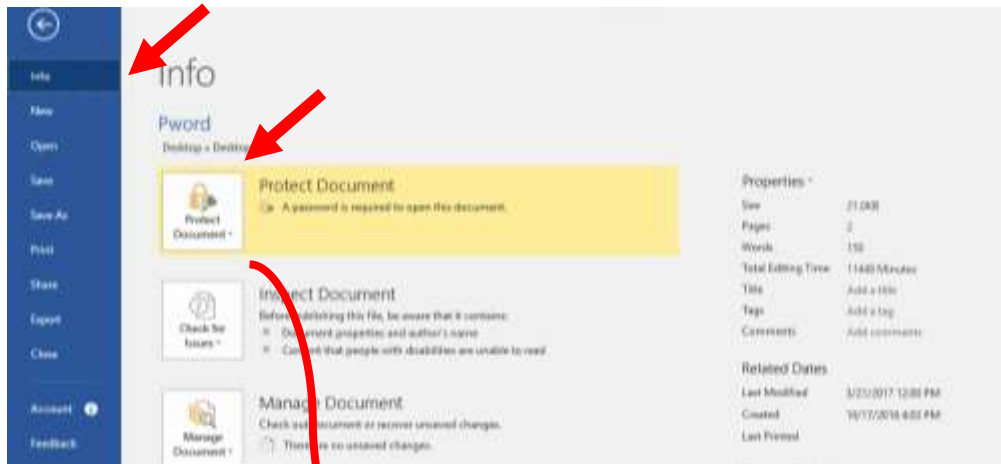 Info
New
Open
Save
Save As
Print
Share
Export
Close
Account
Feedback
Info
Pword
Desktop »
Protect
Document
Protect Document
A password is required to open this document.
Check for
Issues
Inspect Document
Before publishing this file, be aware that it contains:
Document properties and author's name
Content that people with disabilities are unable to read
Manage
Document
Manage Document
Check out document or recover unsaved changes.
There are no unsaved changes.
Properties
Size 21.0KB
Pages 2
Words 150
Total Editing Time 11440 Minutes
Title Add a title
Tags Add a tag
Comments Add comments
Related Dates
Last Modified 3/23/2017 12:00 PM
Created 10/17/2016 4:03 PM
Last Printed